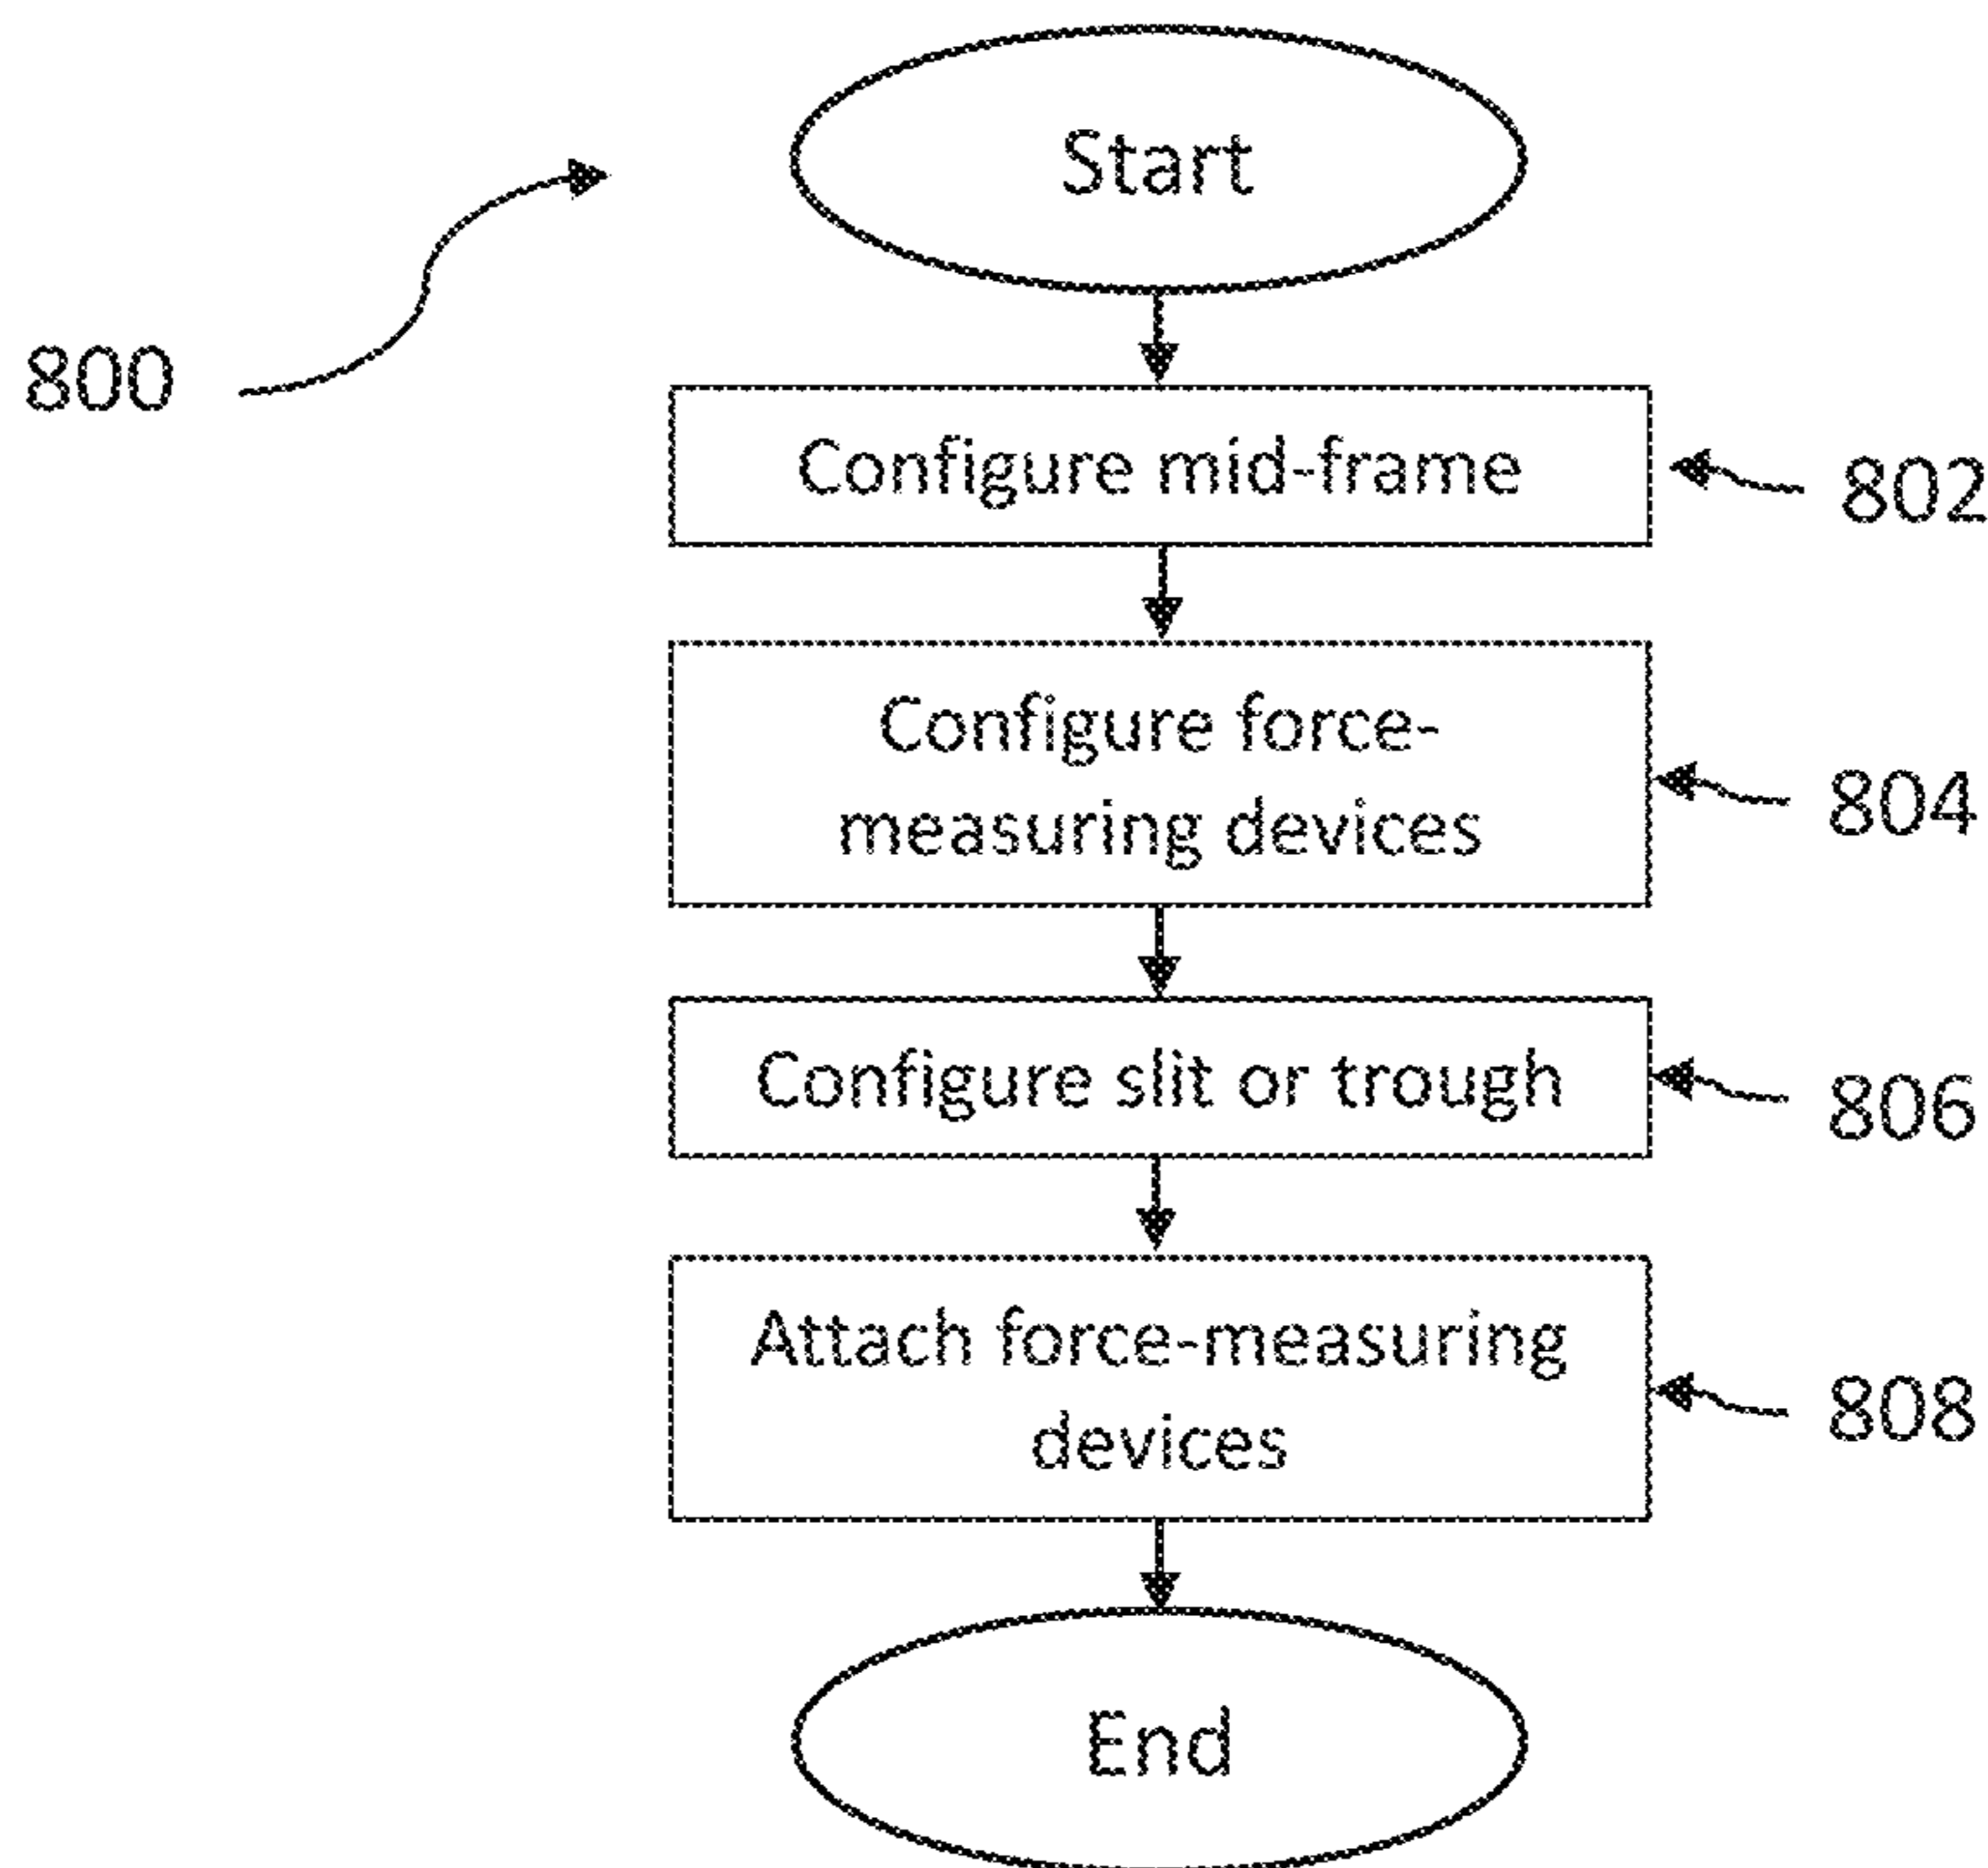 Start
800
Configure mid-frame
802
Configure force-
measuring devices
804
Configure slit or trough
806
Attach force-measuring
devices
808
End